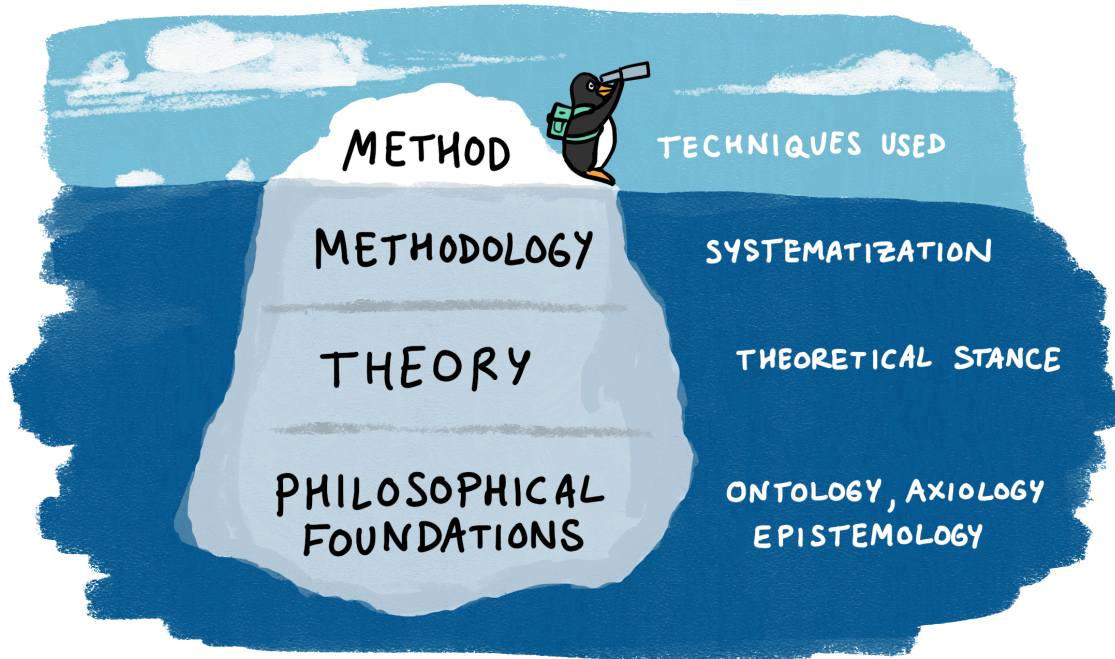 METHOD
TECHNIQUES USED
METHODOLOGY
SYSTEMATIZATION
THEORY
THEORETICAL STANCE
PHILOSOPHICAL
FOUNDATIONS
ONTOLOGY, AXIOLOGY
EPISTEMOLOGY